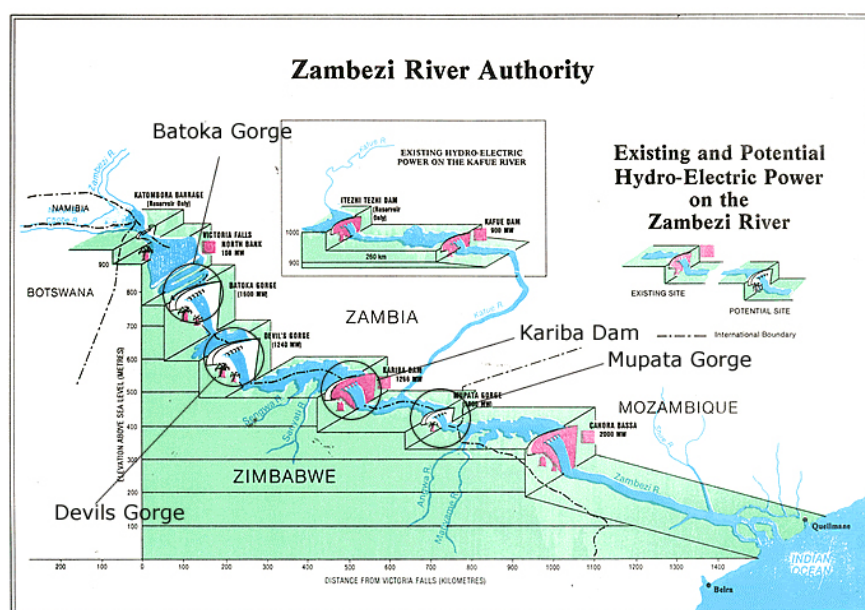 Zambezi River Authority
Batoka Gorge
EXISTING HYDRO-ELECTRIC
POWER ON THE KAFUE RIVER
Kafue R.
ITEZHI TEZHI DAM
(Reservoir
Only)
KAFUE DAM
900 MW
1000
900
260 km
Existing and Potential
Hydro-Electric Power
on the
Zambezi River
EXISTING SITE
POTENTIAL SITE
International Boundary
Zambezi R.
KATOMBORA BARRAGE
(Reservoir Only)
NAMIBIA
VICTORIA FALLS
NORTH BANK
BATOKA GORGE
(1600 MW)
BOTSWANA
DEVIL'S GORGE
(1240 MW)
ZAMBIA
Kafue R.
Kariba Dam
Mupata Gorge
KARIBA DAM
MUPATA GORGE
MOZAMBIQUE
CAHORA BASSA
2000 MW
Sanyati R.
ZIMBABWE
Zambezi R.
Devils Gorge
Quelimane
INDIAN
OCEAN
Beira
ELEVATION ABOVE SEA LEVEL (METRES)
900
800
700
600
500
400
300
200
100
200 100 0 100 200 300 400 500 600 700 800 900 1000 1100 1200 1300 1400
DISTANCE FROM VICTORIA FALLS (KILOMETRES)